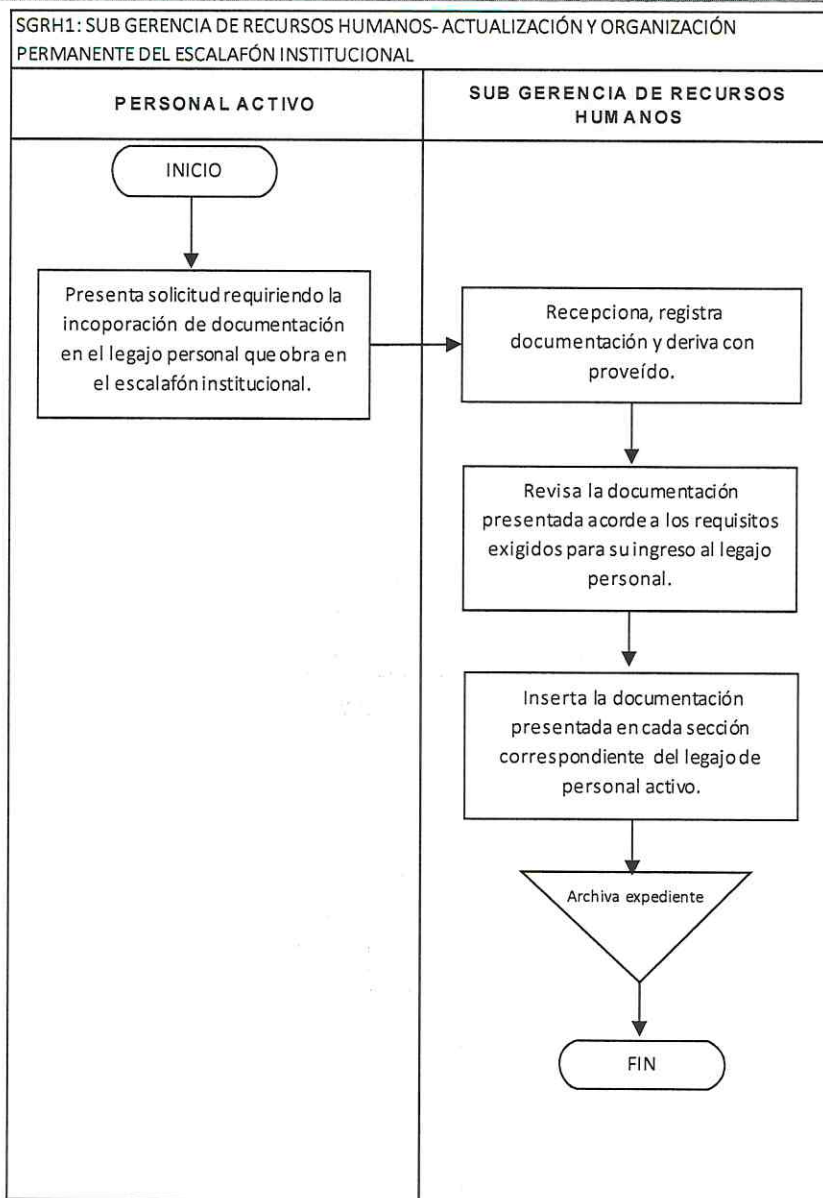 SGRH1: SUB GERENCIA DE RECURSOS HUMANOS- ACTUALIZACIÓN Y ORGANIZACIÓN
PERMANENTE DEL ESCALAFÓN INSTITUCIONAL
PERSONAL ACTIVO
SUB GERENCIA DE RECURSOS
HUMANOS
INICIO
Presenta solicitud requiriendo la
incoporación de documentación
en el legajo personal que obra en
el escalafón institucional.
Recepciona, registra
documentación y deriva con
proveído.
Revisa la documentación
presentada acorde a los requisitos
exigidos para su ingreso al legajo
personal.
Inserta la documentación
presentada en cada sección
correspondiente del legajo de
personal activo.
Archiva expediente
FIN